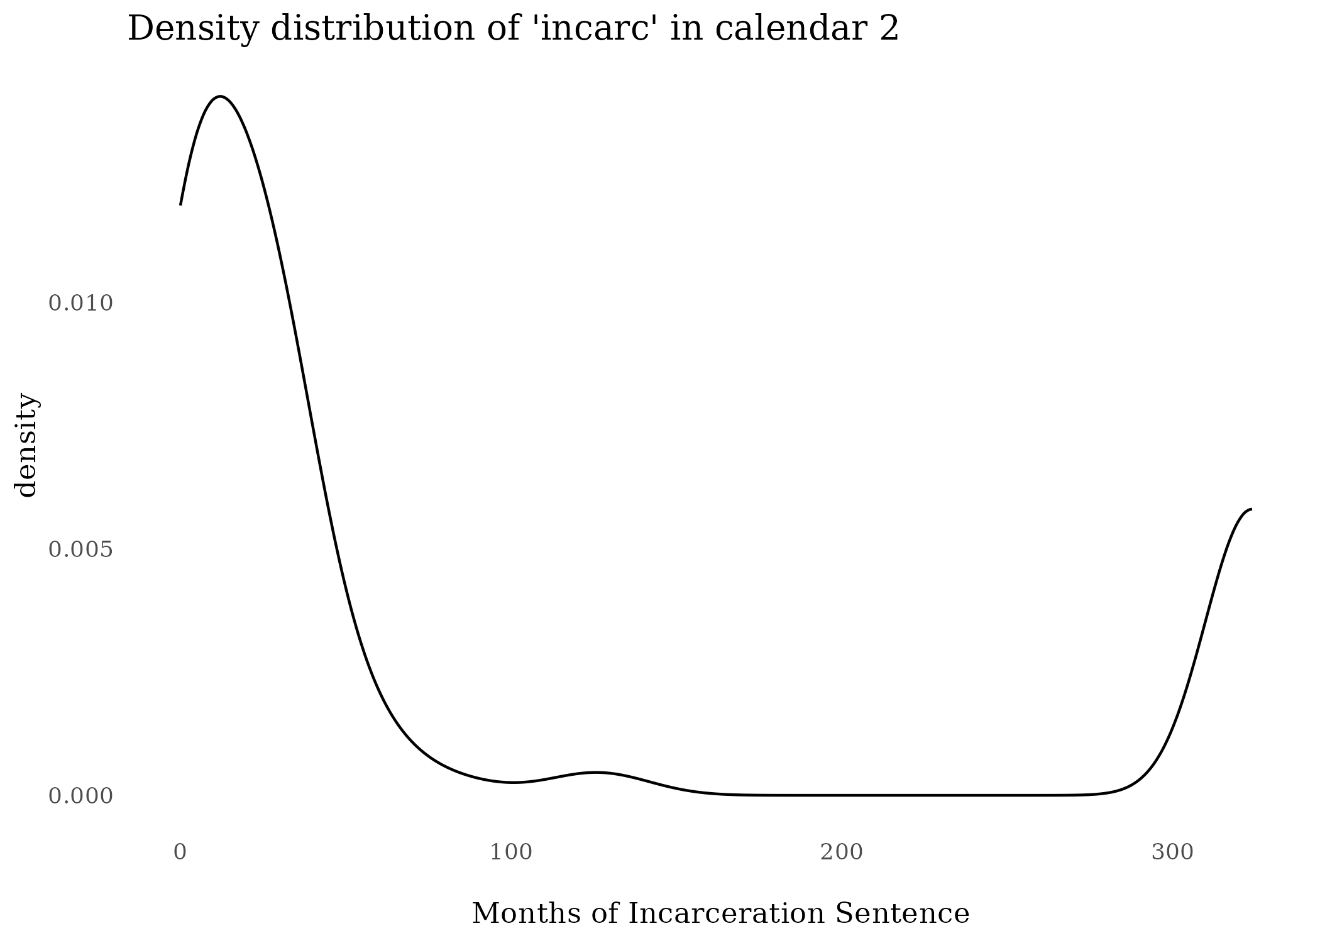 Density distribution of 'incarc' in calendar 2
0.010
0.005
0.000
density
0 100 200 300
Months of Incarceration Sentence